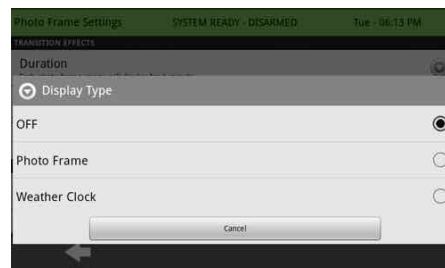 Photo Frame Settings SYSTEM READY - DISARMED Tue - 06:13 PM
TRANSITION EFFECTS
Duration
Display Type
OFF
Photo Frame
Weather Clock
Cancel